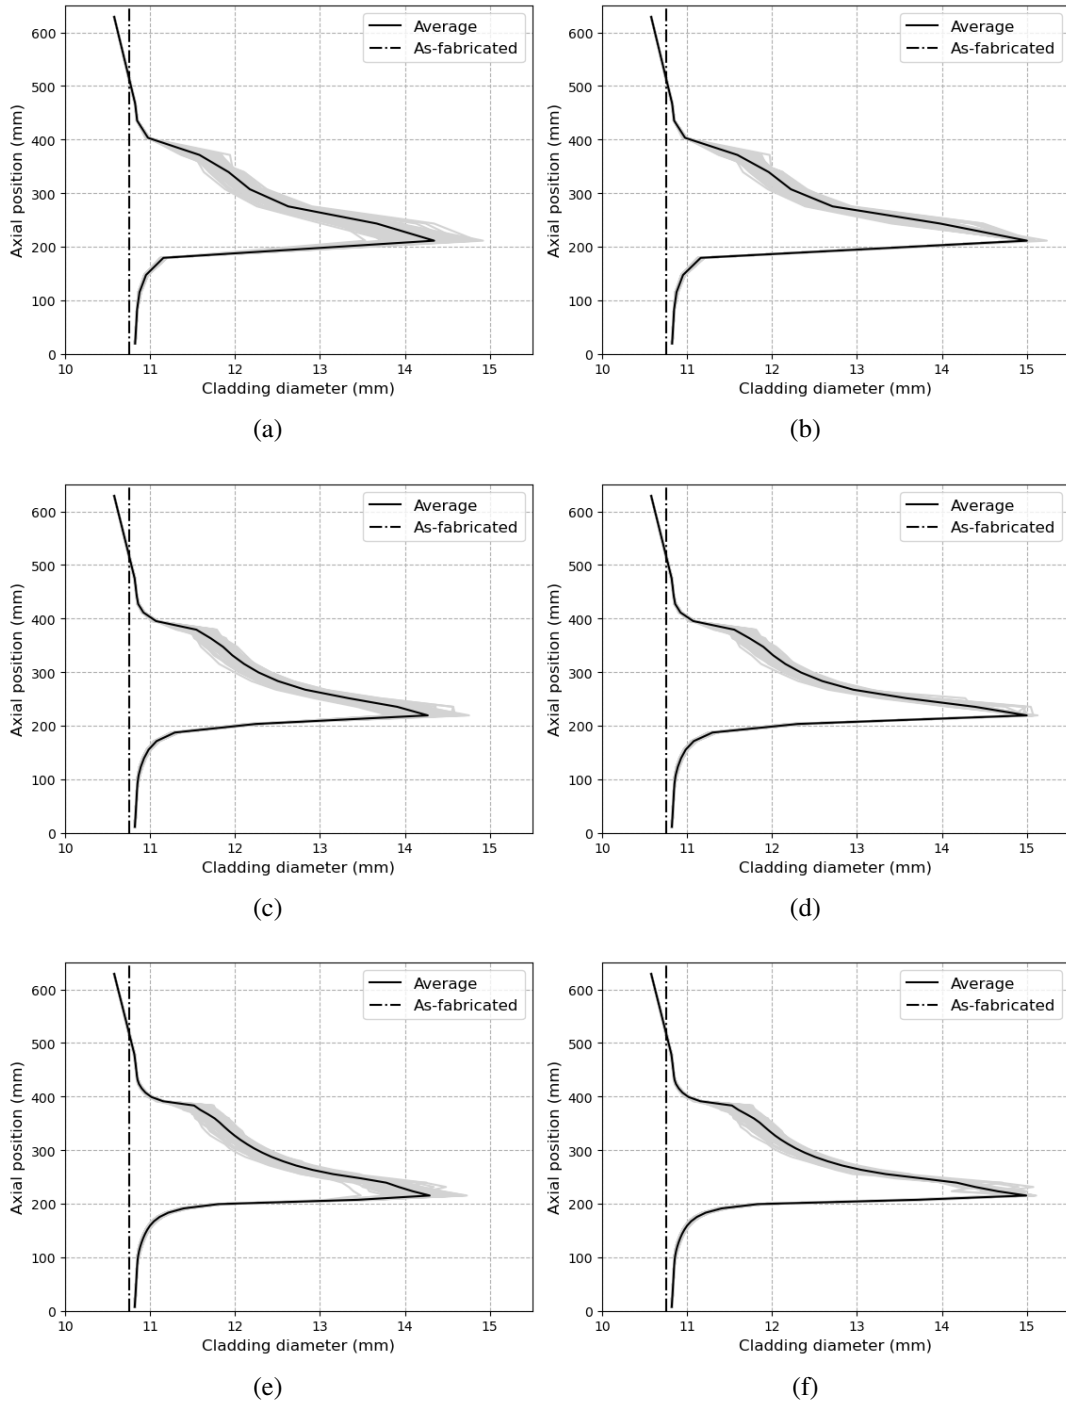 600
500
400
300
200
100
0
Axial position (mm)
Average
As-fabricated
10 11 12 13 14 15
Cladding diameter (mm)
(a)
600
500
400
300
200
100
0
Axial position (mm)
Average
As-fabricated
10 11 12 13 14 15
Cladding diameter (mm)
(b)
600
500
400
300
200
100
0
Axial position (mm)
Average
As-fabricated
10 11 12 13 14 15
Cladding diameter (mm)
(c)
600
500
400
300
200
100
0
Axial position (mm)
Average
As-fabricated
10 11 12 13 14 15
Cladding diameter (mm)
(d)
600
500
400
300
200
100
0
Axial position (mm)
Average
As-fabricated
10 11 12 13 14 15
Cladding diameter (mm)
(e)
600
500
400
300
200
100
0
Axial position (mm)
Average
As-fabricated
10 11 12 13 14 15
Cladding diameter (mm)
(f)